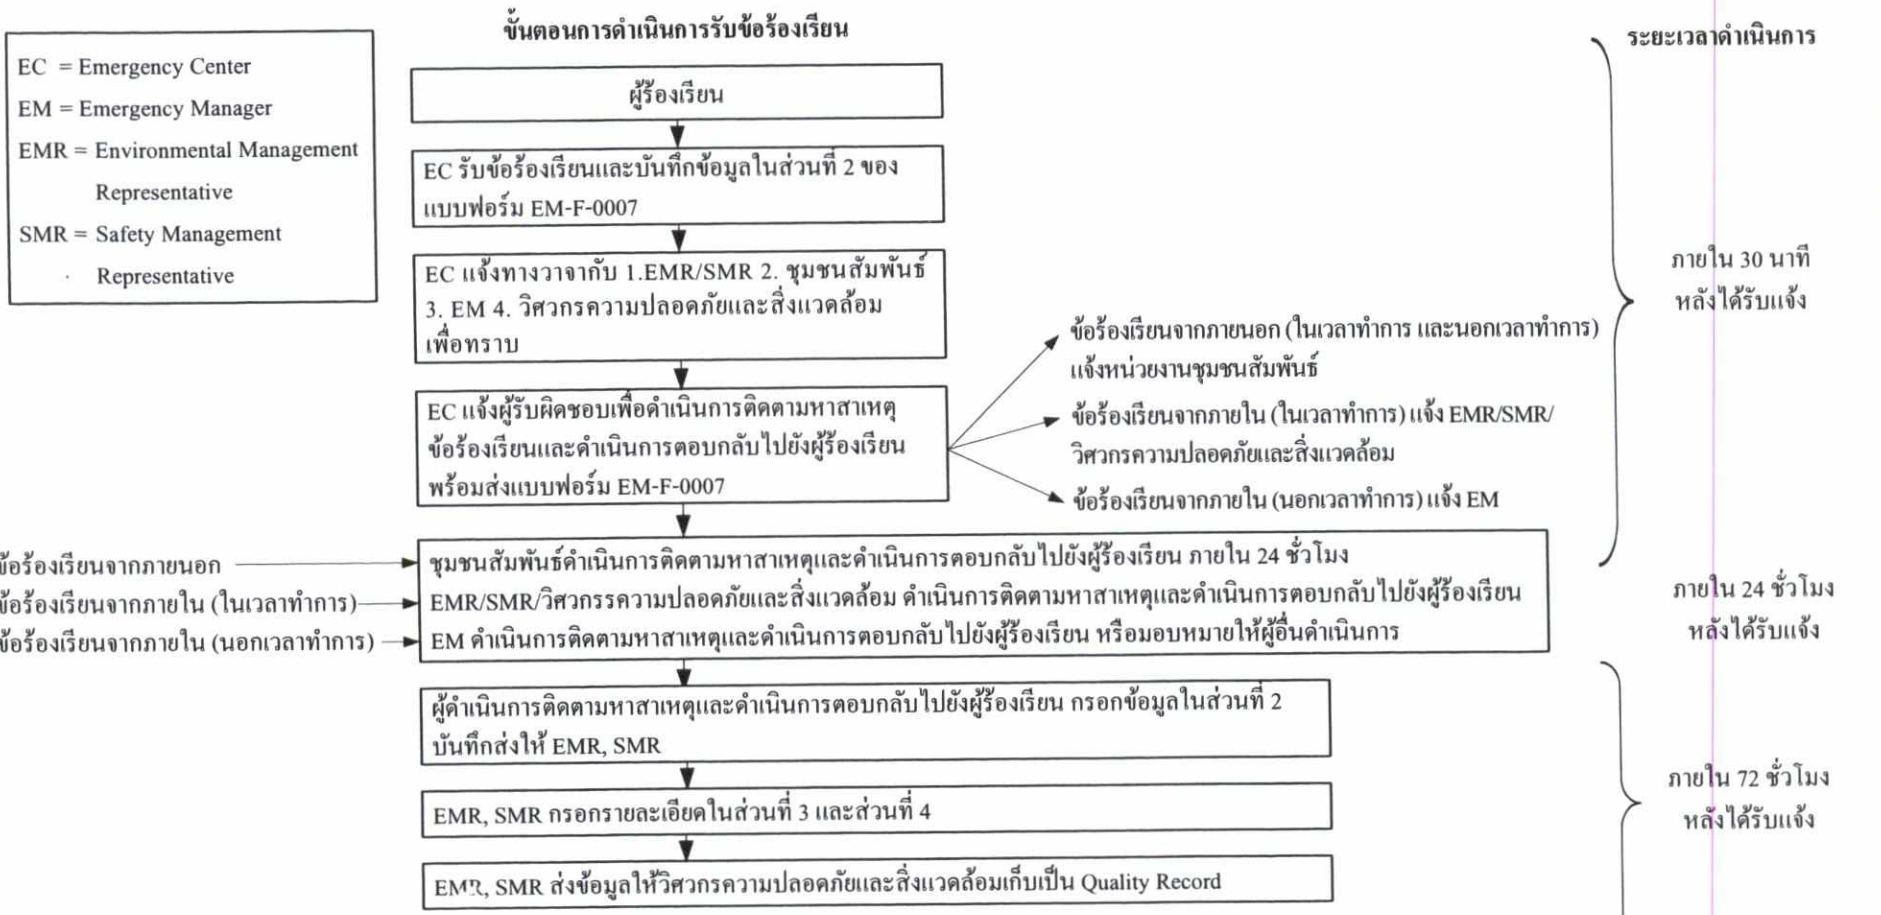 ขั้นตอนการดำเนินการรับข้อร้องเรียน
ระยะเวลาดำเนินการ
EC = Emergency Center
EM = Emergency Manager
EMR = Environmental Management
Representative
SMR = Safety Management
Representative
ผู้ร้องเรียน
EC รับข้อร้องเรียนและบันทึกข้อมูลในส่วนที่ 2 ของ
แบบฟอร์ม EM-F-0007
EC แจ้งทางวาจากับ 1.EMR/SMR 2. ชุมชนสัมพันธ์
3. EM 4. วิศวกรความปลอดภัยและสิ่งแวดล้อม
เพื่อทราบ
ภายใน 30 นาที
หลังได้รับแจ้ง
EC แจ้งผู้รับผิดชอบเพื่อดำเนินการติดตามหาสาเหตุ
ข้อร้องเรียนและดำเนินการตอบกลับไปยังผู้ร้องเรียน
พร้อมส่งแบบฟอร์ม EM-F-0007
ข้อร้องเรียนจากภายนอก (ในเวลาทำการ และนอกเวลาทำการ)
แจ้งหน่วยงานชุมชนสัมพันธ์
ข้อร้องเรียนจากภายใน (ในเวลาทำการ) แจ้ง EMR/SMR/
วิศวกรความปลอดภัยและสิ่งแวดล้อม
ข้อร้องเรียนจากภายใน (นอกเวลาทำการ) แจ้ง EM
ข้อร้องเรียนจากภายนอก
ข้อร้องเรียนจากภายใน (ในเวลาทำการ)
ข้อร้องเรียนจากภายใน (นอกเวลาทำการ)
ชุมชนสัมพันธ์ดำเนินการติดตามหาสาเหตุและดำเนินการตอบกลับไปยังผู้ร้องเรียน ภายใน 24 ชั่วโมง
EMR/SMR/วิศวกรรความปลอดภัยและสิ่งแวดล้อม ดำเนินการติดตามหาสาเหตุและดำเนินการตอบกลับไปยังผู้ร้องเรียน
EM ดำเนินการติดตามหาสาเหตุและดำเนินการตอบกลับไปยังผู้ร้องเรียน หรือมอบหมายให้ผู้อื่นดำเนินการ
ภายใน 24 ชั่วโมง
หลังได้รับแจ้ง
ผู้ดำเนินการติดตามหาสาเหตุและดำเนินการตอบกลับไปยังผู้ร้องเรียน กรอกข้อมูลในส่วนที่ 2
บันทึกส่งให้ EMR, SMR
EMR, SMR กรอกรายละเอียดในส่วนที่ 3 และส่วนที่ 4
EMR, SMR ส่งข้อมูลให้วิศวกรความปลอดภัยและสิ่งแวดล้อมเก็บเป็น Quality Record
ภายใน 72 ชั่วโมง
หลังได้รับแจ้ง